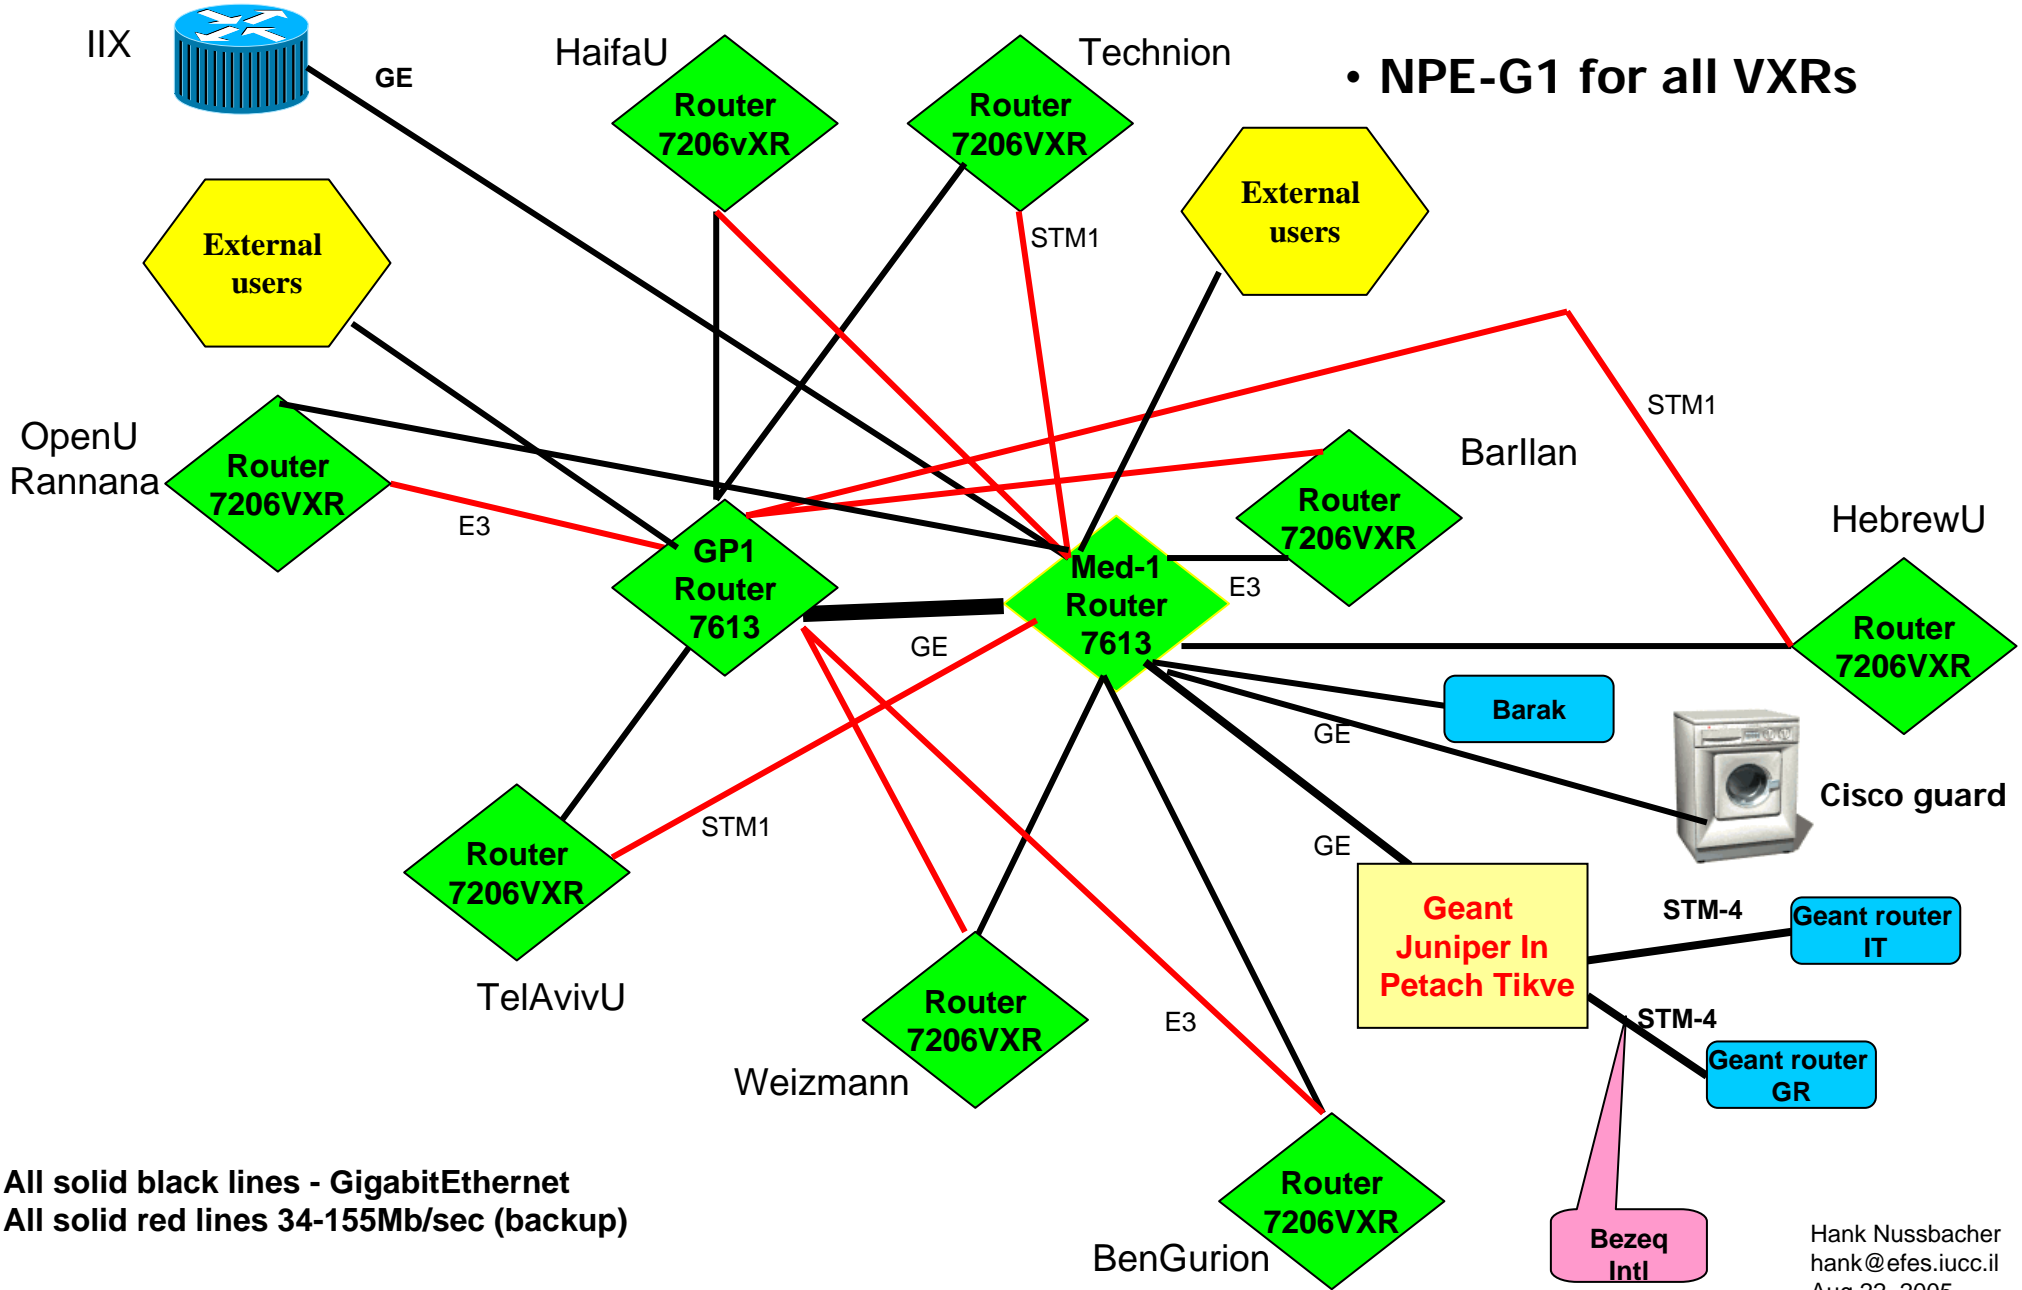 IIX
GE
HaifaU
Technion
• NPE-G1 for all VXRs
Router
7206vXR
Router
7206VXR
External
users
External
users
STM1
STM1
OpenU
Rannana
Router
7206VXR
E3
BarIlan
Router
7206VXR
HebrewU
GP1
Router
7613
Med-1
Router
7613
E3
GE
Router
7206VXR
Barak
GE
Cisco guard
STM1
GE
Router
7206VXR
TelAvivU
Geant
Juniper In
Petach Tikve
STM-4
Geant router
IT
STM-4
Geant router
GR
Router
7206VXR
E3
Weizmann
Router
7206VXR
BenGurion
Bezeq
Intl
All solid black lines - GigabitEthernet
All solid red lines 34-155Mb/sec (backup)
Hank Nussbacher
hank@efes.iucc.il
Aug 22, 2005